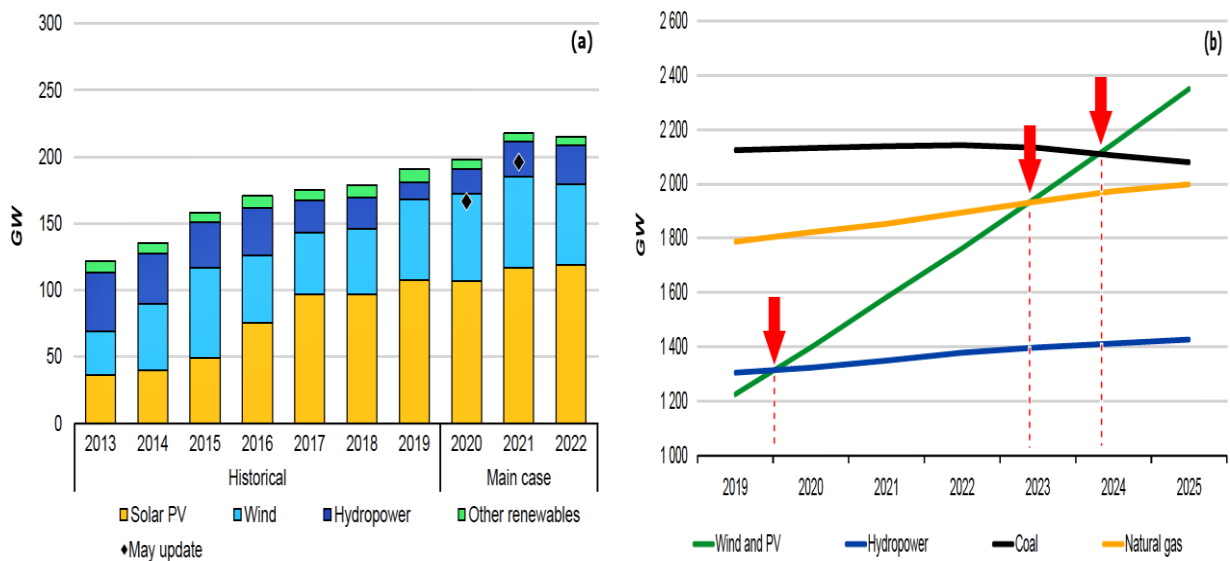 (a)
300
250
200
150
100
50
0
GW
2013 2014 2015 2016 2017 2018 2019 2020 2021 2022
Historical Main case
Solar PV Wind Hydropower Other renewables
May update
(b)
2 600
2 400
2 200
2 000
1 800
1 600
1 400
1 200
1 000
GW
2019 2020 2021 2022 2023 2024 2025
Wind and PV Hydropower Coal Natural gas